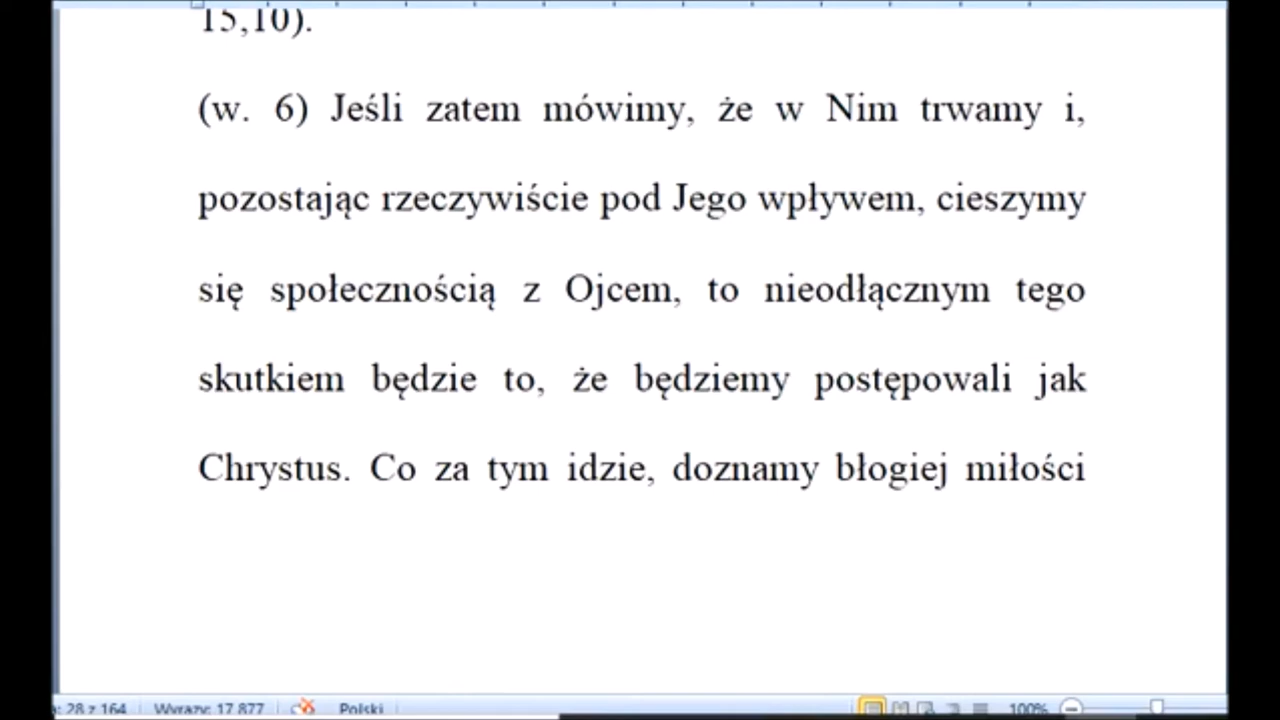 15,10).
(w. 6) Jeśli zatem mówimy, że w Nim trwamy i,
pozostając rzeczywiście pod Jego wpływem, cieszymy
się społecznością z Ojcem, to nieodłącznym tego
skutkiem będzie to, że będziemy postępowali jak
Chrystus. Co za tym idzie, doznamy błogiej miłości
: 28 z 164 Wyrazy: 17 877 Polski 100%